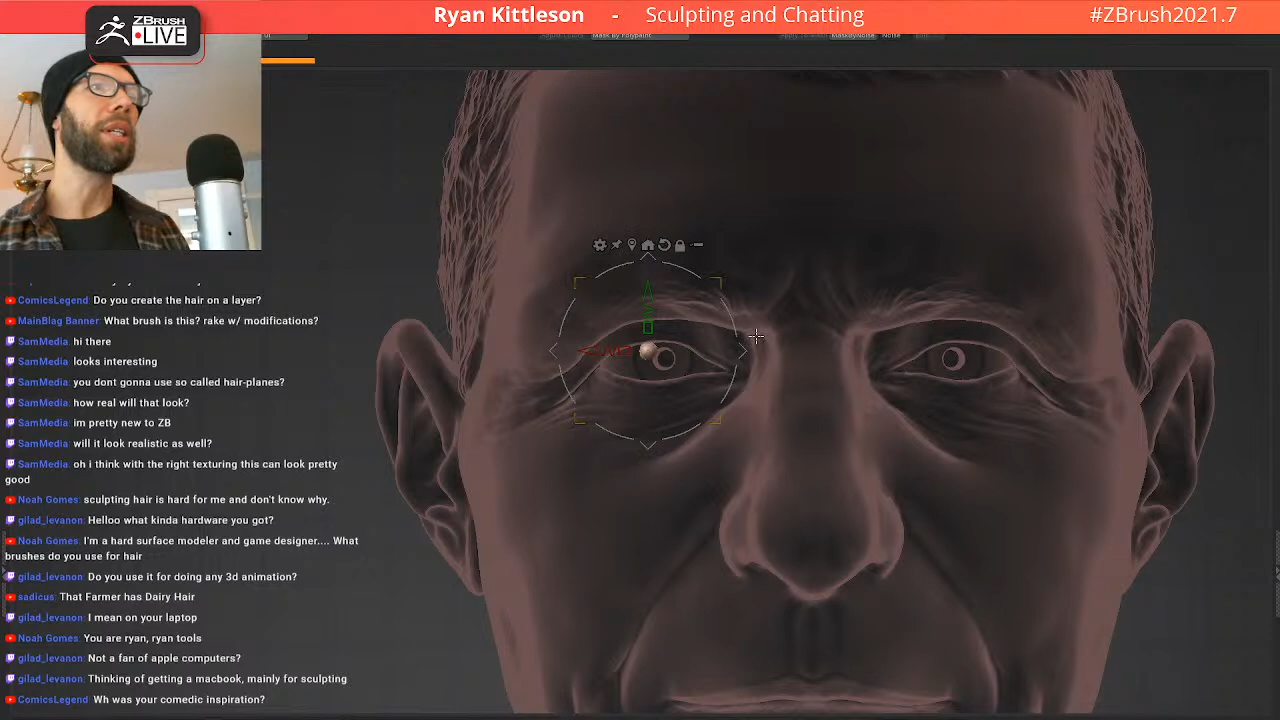 Ryan Kittleson - Sculpting and Chatting #ZBrush2021.7
ZBRUSH
LIVE
Mask By Polypaint
MaskByNoise Noise
ComicsLegend: Do you create the hair on a layer?
MainBlag Banner: What brush is this? rake w/ modifications?
SamMedia: hi there
SamMedia: looks interesting
SamMedia: you dont gonna use so called hair-planes?
SamMedia: how real will that look?
SamMedia: im pretty new to ZB
SamMedia: will it look realistic as well?
SamMedia: oh i think with the right texturing this can look pretty
good
Noah Gomes: sculpting hair is hard for me and don't know why.
gilad_levanon: Helloo what kinda hardware you got?
Noah Gomes: I'm a hard surface modeler and game designer.... What
brushes do you use for hair
gilad_levanon: Do you use it for doing any 3d animation?
sadicus: That Farmer has Dairy Hair
gilad_levanon: I mean on your laptop
Noah Gomes: You are ryan, ryan tools
gilad_levanon: Not a fan of apple computers?
gilad_levanon: Thinking of getting a macbook, mainly for sculpting
ComicsLegend: Wh was your comedic inspiration?